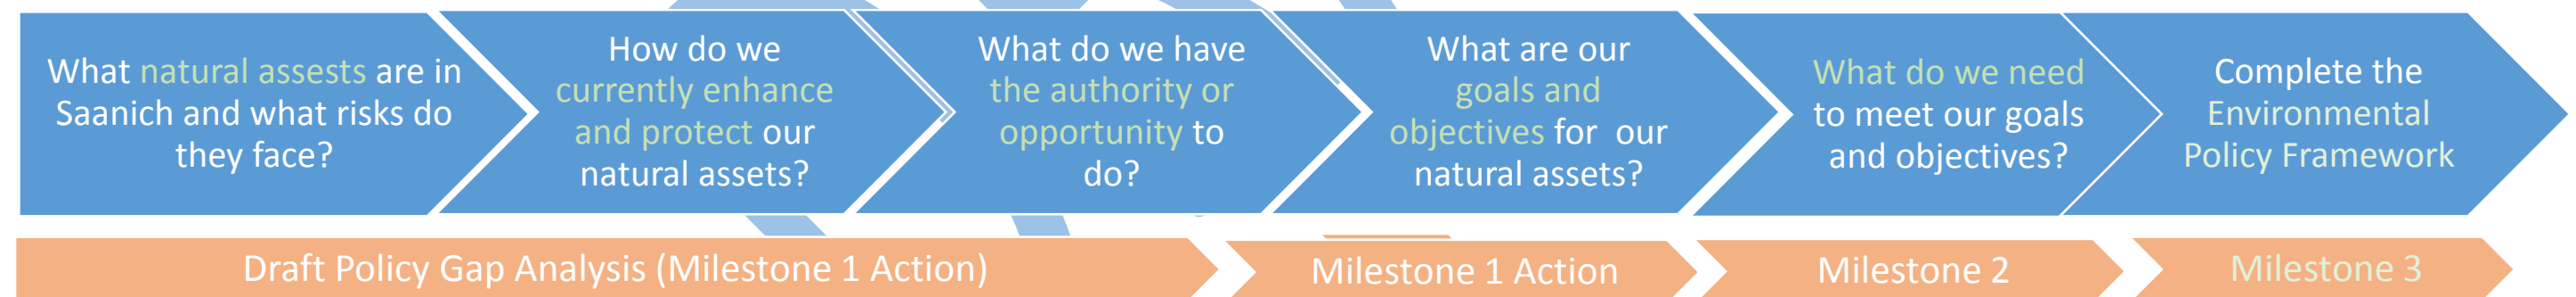 What natural assests are in
Saanich and what risks do
they face?
How do we
currently enhance
and protect our
natural assets?
What do we have
the authority or
opportunity to
do?
What are our
goals and
objectives for our
natural assets?
What do we need
to meet our goals
and objectives?
Complete the
Environmental
Policy Framework
Draft Policy Gap Analysis (Milestone 1 Action)
Milestone 1 Action
Milestone 2
Milestone 3